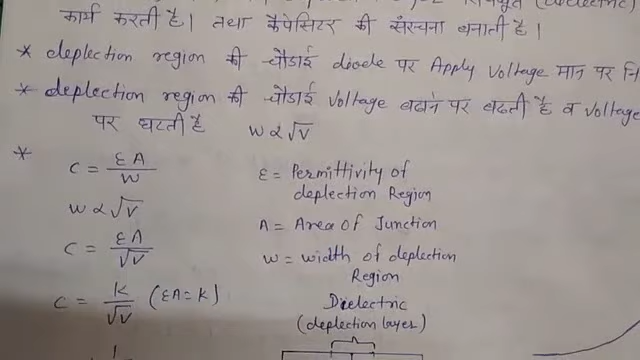 कार्य करती है। तथा कैपेसिटर की संरचना बनाती है।
* deplection region की चौडाई diode पर Apply voltage मान पर
* deplection region की चौडाई voltage बढाने पर बढती है व voltage
पर घटती है W∝√V
*
C = εA/W ε = Permittivity of
deplection Region
W∝√V A = Area of Junction
C = εA/√V W = width of deplection
Region
C = K/√V (εA=K) Dielectric
(deplection layer)